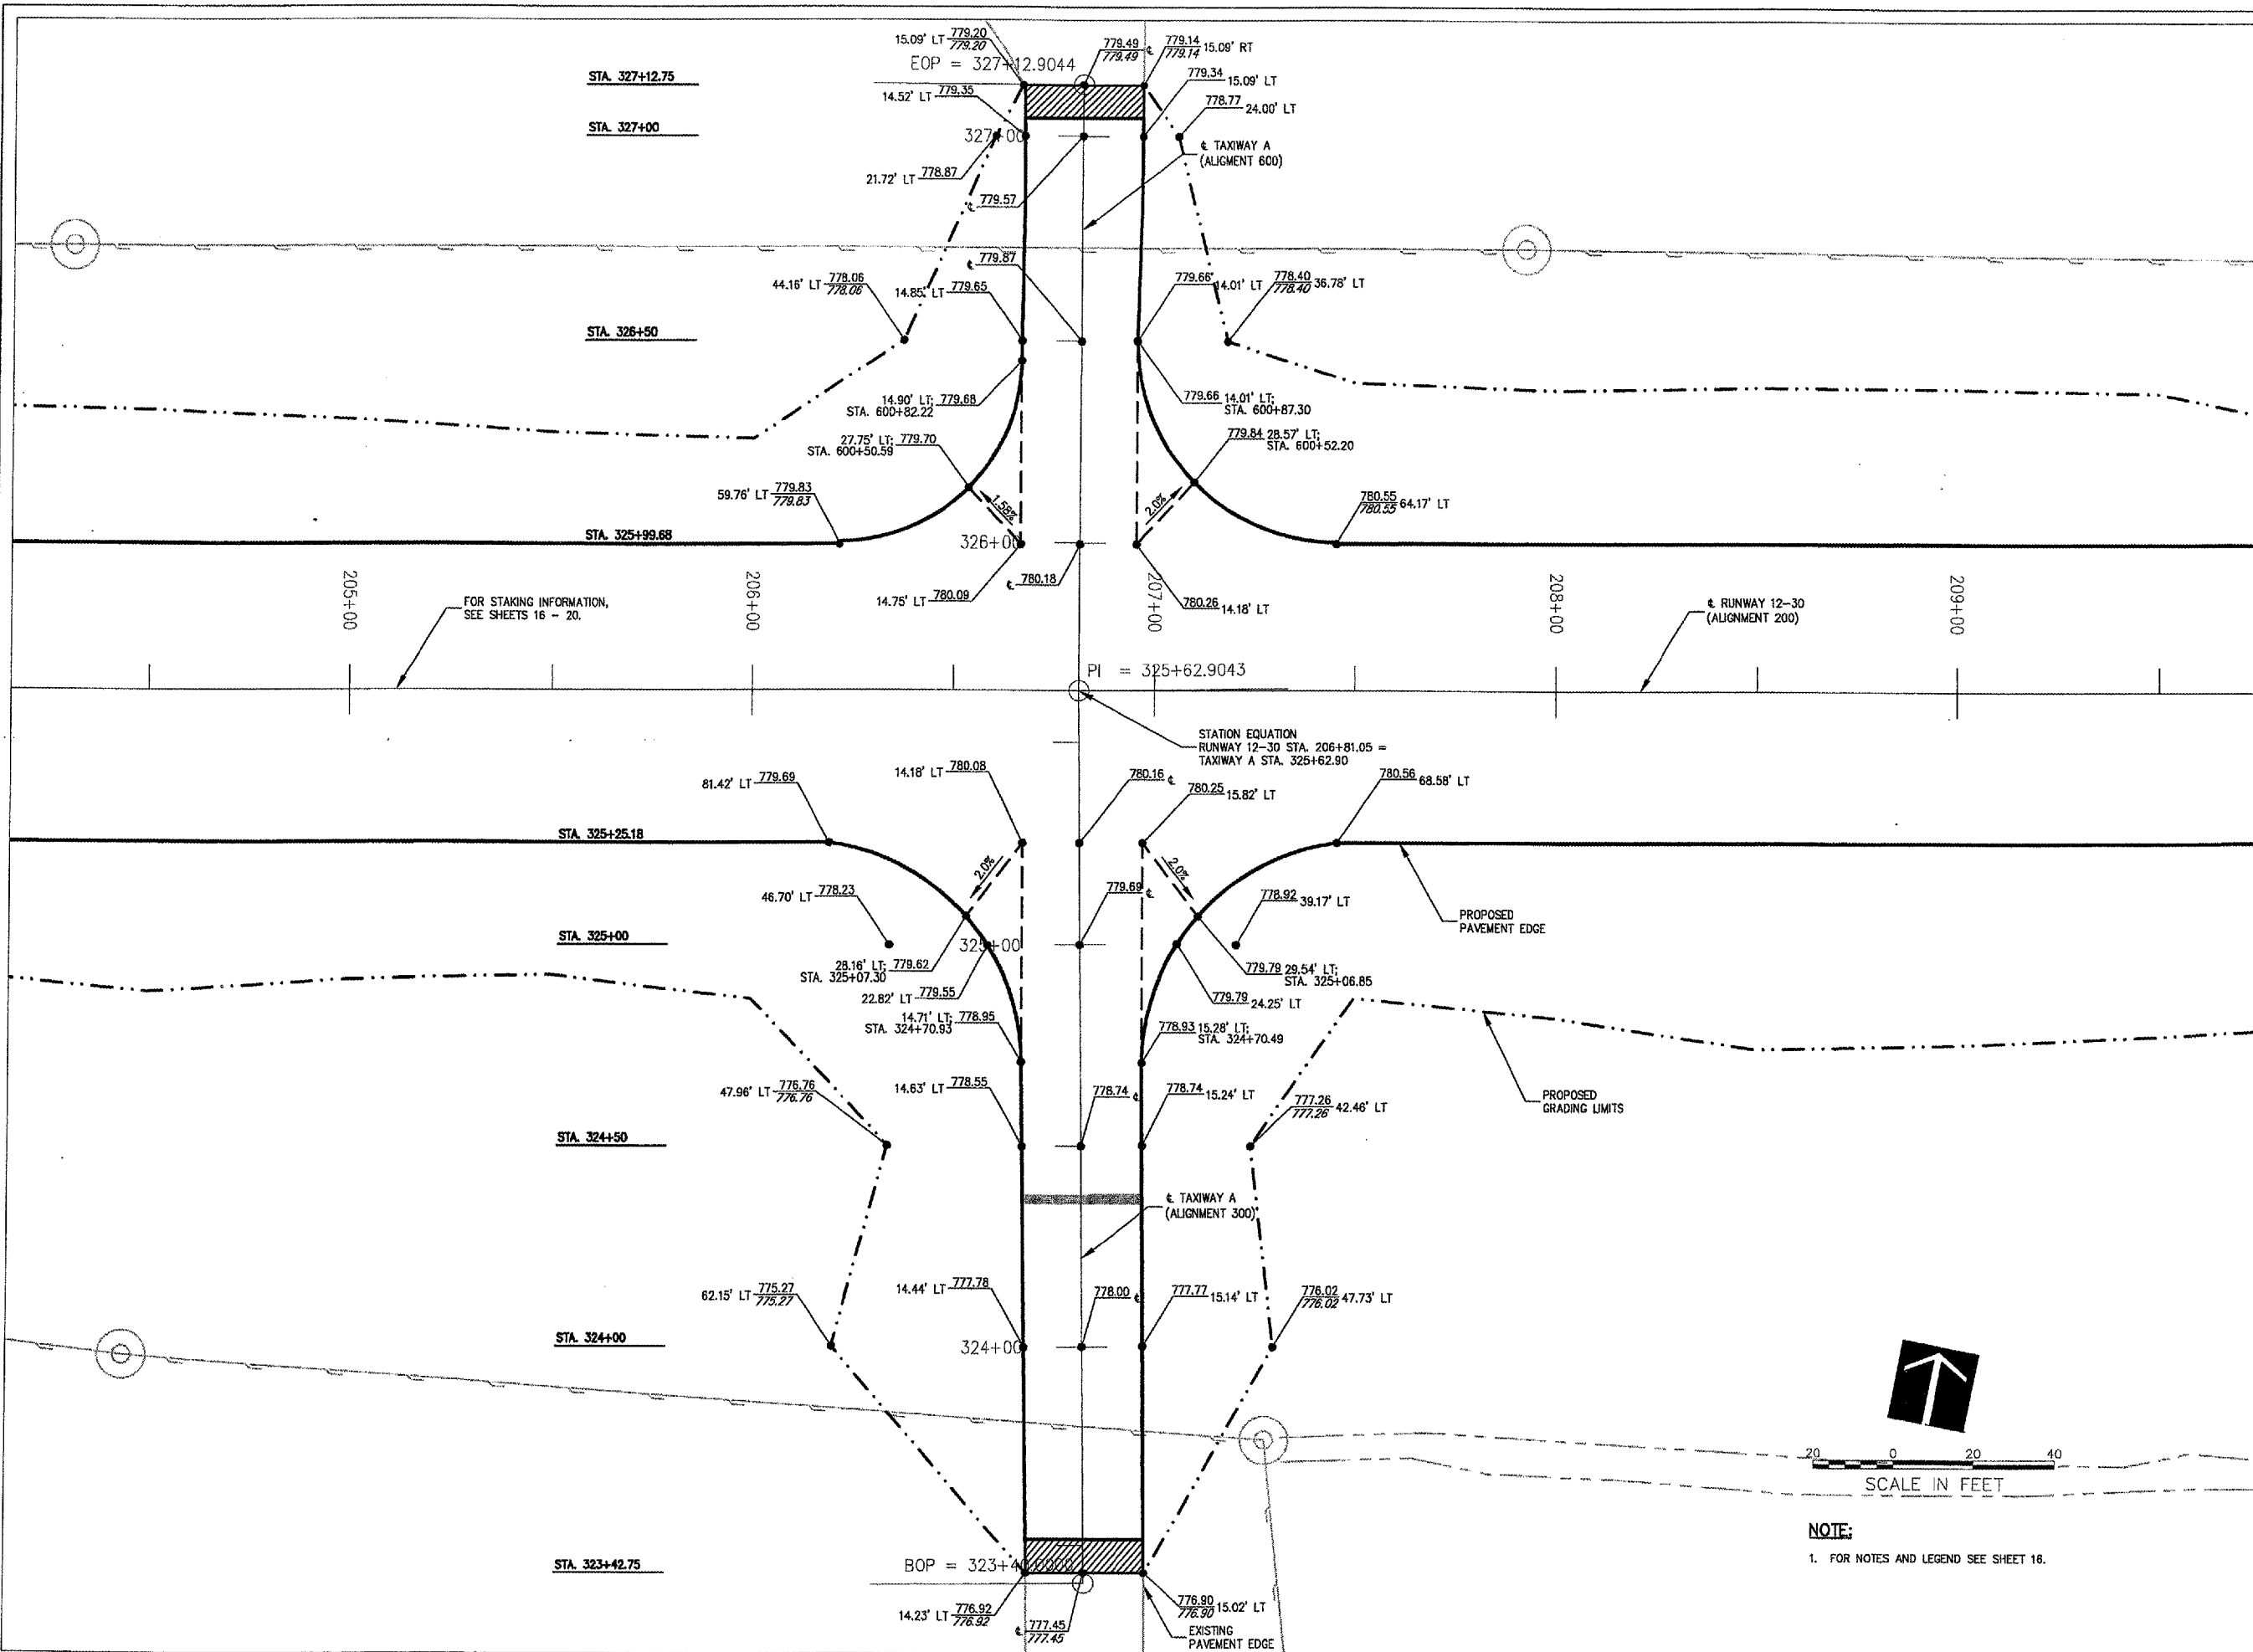 15.09' LT 779.20
779.20
779.49 ℄
779.49
779.14 15.09' RT
779.14
EOP = 327+12.9044
STA. 327+12.75
14.52' LT 779.35
779.34 15.09' LT
778.77 24.00' LT
STA. 327+00
327+00
℄ TAXIWAY A
(ALIGMENT 600)
21.72' LT 778.87
℄ 779.57
℄ 779.87
44.16' LT 778.06
778.06
14.85' LT 779.65
779.66 14.01' LT
778.40 36.78' LT
778.40
STA. 326+50
14.90' LT; 779.68
STA. 600+82.22
779.66 14.01' LT;
STA. 600+87.30
27.75' LT; 779.70
STA. 600+50.59
779.84 28.57' LT;
STA. 600+52.20
59.76' LT 779.83
779.83
1.58%
2.0%
780.55 64.17' LT
780.55
STA. 325+99.68
326+00
℄ 780.18
14.75' LT 780.09
780.26 14.18' LT
205+00
206+00
207+00
208+00
209+00
FOR STAKING INFORMATION,
SEE SHEETS 16 - 20.
℄ RUNWAY 12-30
(ALIGNMENT 200)
PI = 325+62.9043
STATION EQUATION
RUNWAY 12-30 STA. 206+81.05 =
TAXIWAY A STA. 325+62.90
81.42' LT 779.69
14.18' LT 780.08
780.16 ℄
780.25 15.82' LT
780.56 68.58' LT
STA. 325+25.18
2.0%
2.0%
46.70' LT 778.23
779.69 ℄
778.92 39.17' LT
PROPOSED
PAVEMENT EDGE
STA. 325+00
325+00
28.16' LT; 779.62
STA. 325+07.30
779.79 29.54' LT;
STA. 325+06.85
22.82' LT 779.55
779.79 24.25' LT
14.71' LT; 778.95
STA. 324+70.93
778.93 15.28' LT;
STA. 324+70.49
47.96' LT 776.76
776.76
14.63' LT 778.55
778.74 ℄
778.74 15.24' LT
777.26 42.46' LT
777.26
PROPOSED
GRADING LIMITS
STA. 324+50
℄ TAXIWAY A
(ALIGNMENT 300)
62.15' LT 775.27
775.27
14.44' LT 777.78
778.00 ℄
777.77 15.14' LT
776.02 47.73' LT
776.02
STA. 324+00
324+00
20 0 20 40
SCALE IN FEET
NOTE:
1. FOR NOTES AND LEGEND SEE SHEET 16.
STA. 323+42.75
BOP = 323+40.0000
14.23' LT 776.92
776.92
℄ 777.45
777.45
776.90 15.02' LT
776.90
EXISTING
PAVEMENT EDGE